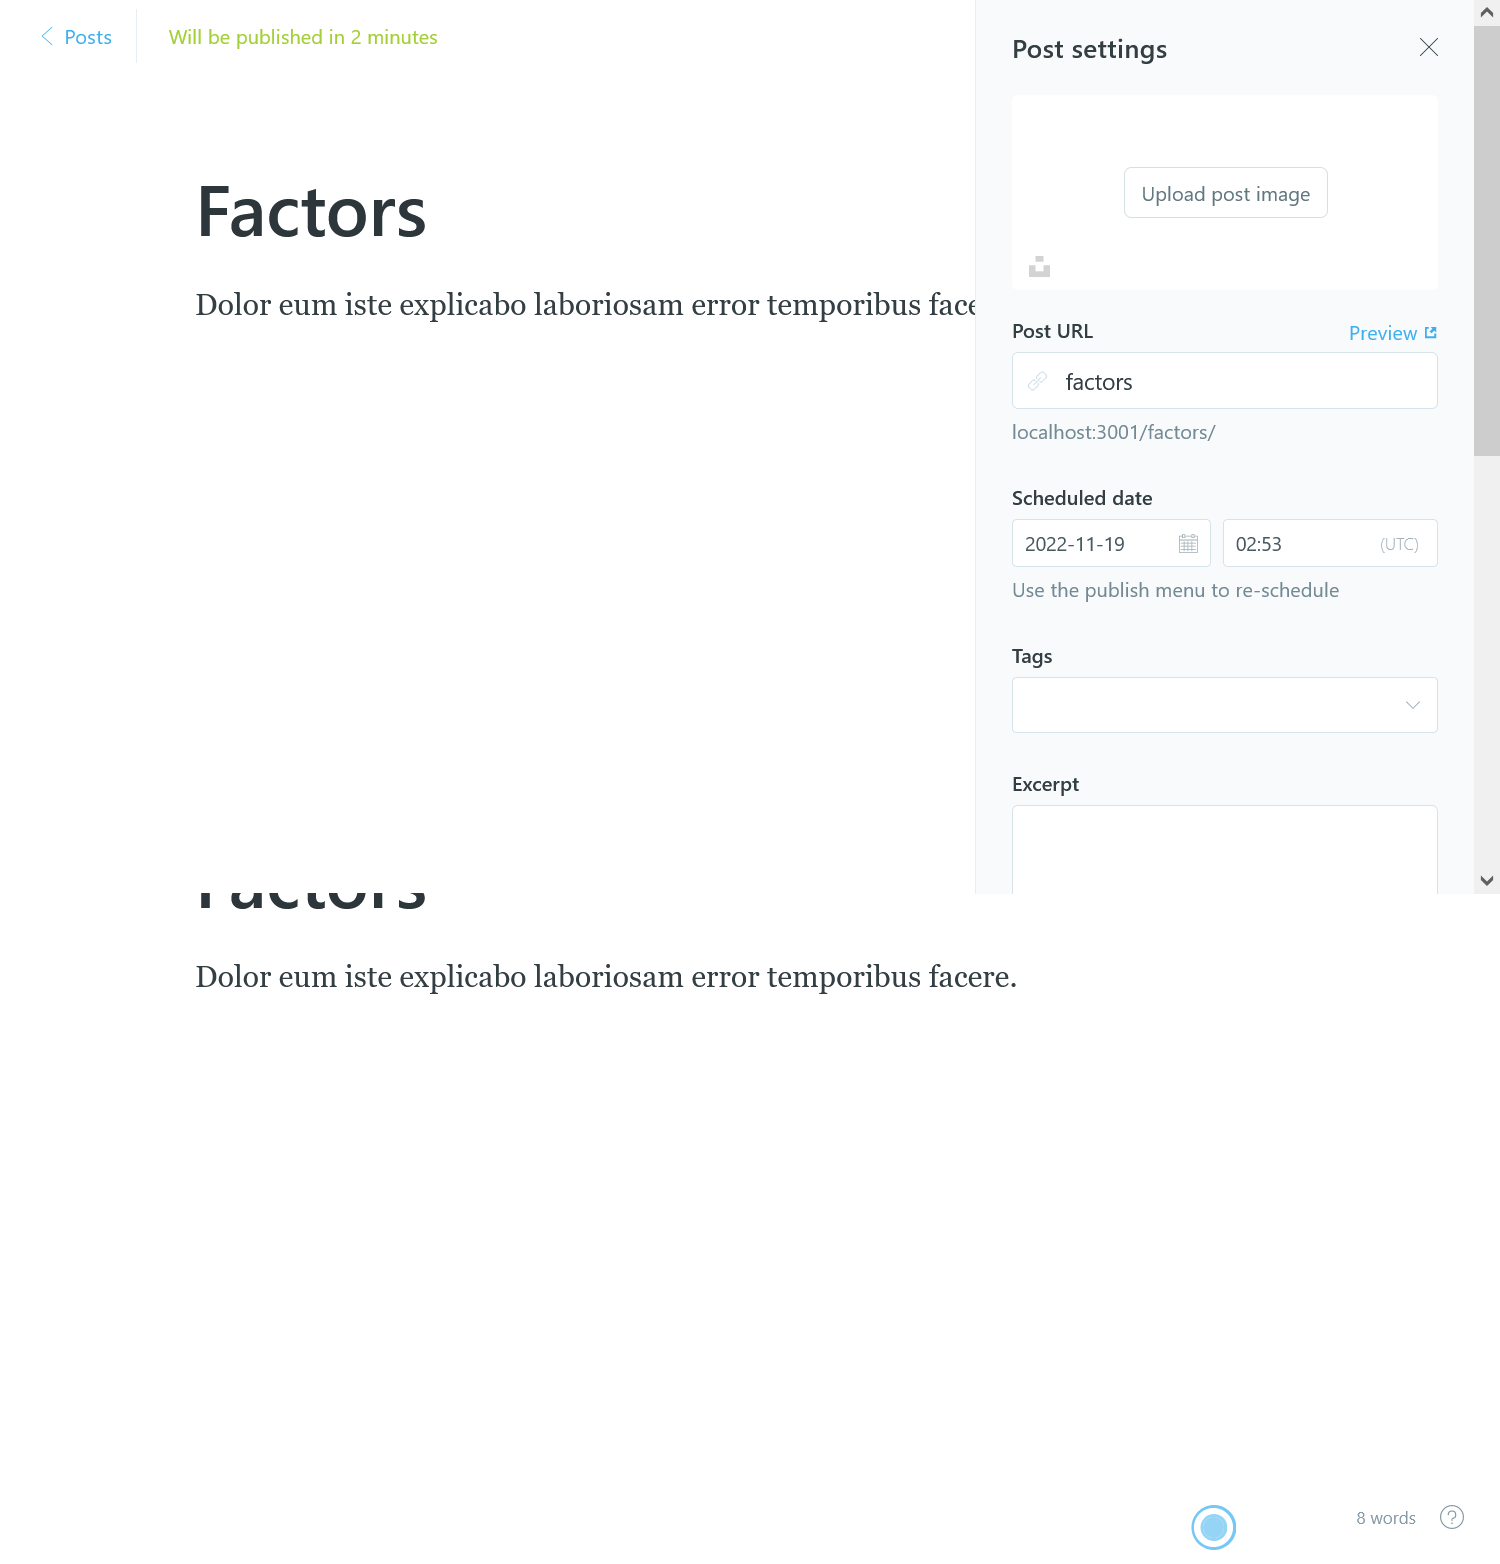 Posts
Will be published in 2 minutes
Factors
Dolor eum iste explicabo laboriosam error temporibus face
Post settings
Upload post image
Post URL
Preview
factors
localhost:3001/factors/
Scheduled date
2022-11-19
02:53 (UTC)
Use the publish menu to re-schedule
Tags
Excerpt
Factors
Dolor eum iste explicabo laboriosam error temporibus facere.
8 words
?